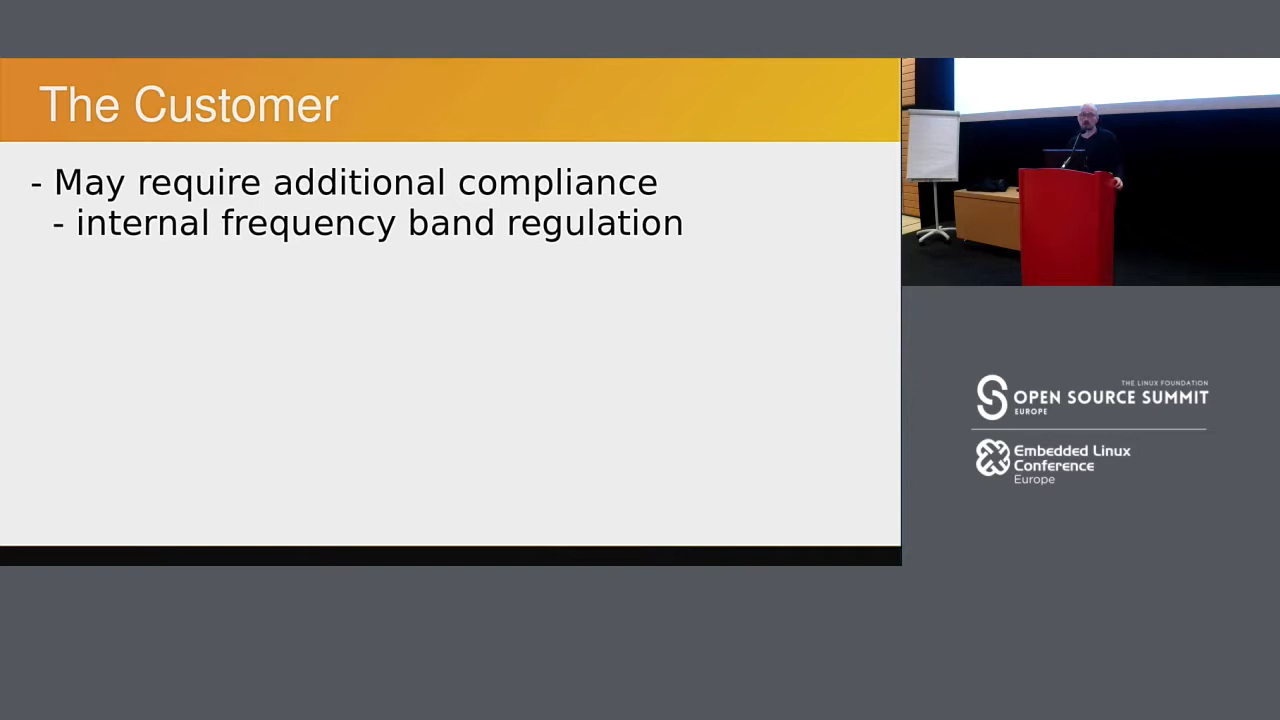 The Customer
- May require additional compliance
- internal frequency band regulation
THE LINUX FOUNDATION
OPEN SOURCE SUMMIT
EUROPE
Embedded Linux
Conference
Europe